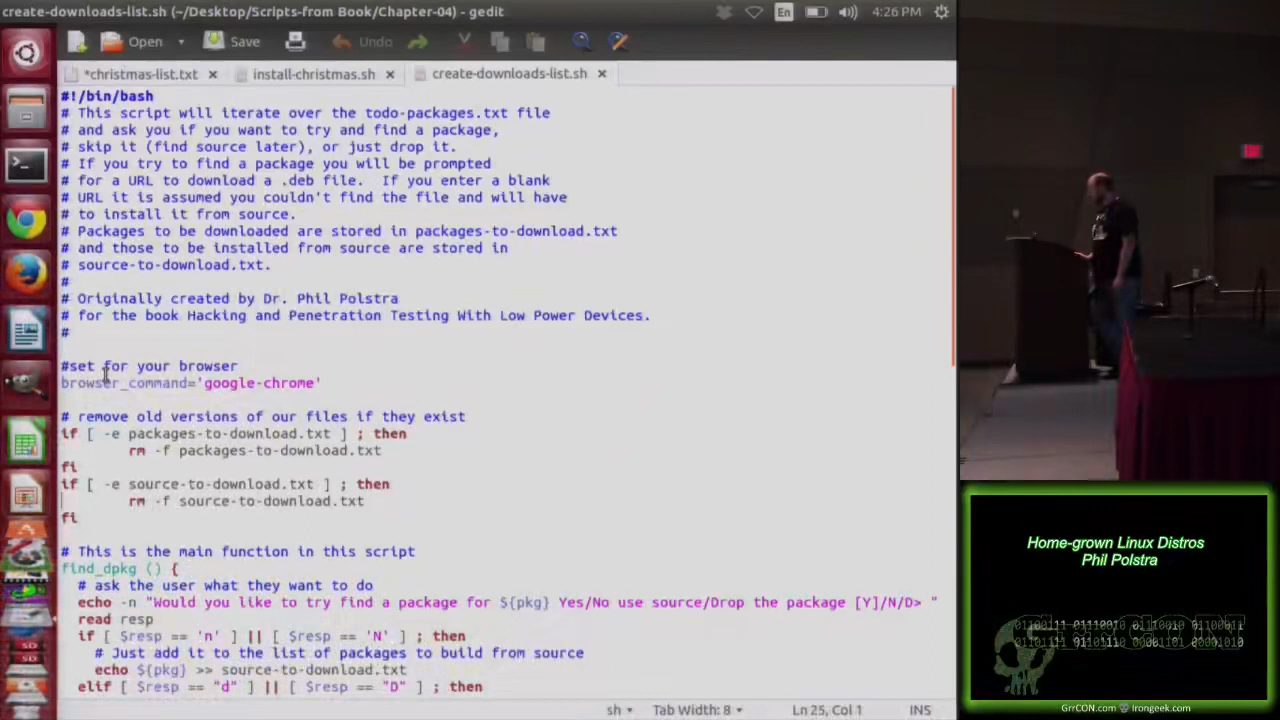 create-downloads-list.sh (~/Desktop/Scripts-from Book/Chapter-04) - gedit
En
4:26 PM
Open
Save
Undo
*christmas-list.txt
install-christmas.sh
create-downloads-list.sh
#!/bin/bash
# This script will iterate over the todo-packages.txt file
# and ask you if you want to try and find a package,
# skip it (find source later), or just drop it.
# If you try to find a package you will be prompted
# for a URL to download a .deb file.  If you enter a blank
# URL it is assumed you couldn't find the file and will have
# to install it from source.
# Packages to be downloaded are stored in packages-to-download.txt
# and those to be installed from source are stored in
# source-to-download.txt.
#
# Originally created by Dr. Phil Polstra
# for the book Hacking and Penetration Testing With Low Power Devices.
#
#set for your browser
browser_command='google-chrome'
# remove old versions of our files if they exist
if [ -e packages-to-download.txt ] ; then
rm -f packages-to-download.txt
fi
if [ -e source-to-download.txt ] ; then
rm -f source-to-download.txt
fi
# This is the main function in this script
find_dpkg () {
# ask the user what they want to do
echo -n "Would you like to try find a package for ${pkg} Yes/No use source/Drop the package [Y]/N/D> "
read resp
if [ $resp == 'n' ] || [ $resp == 'N' ] ; then
# Just add it to the list of packages to build from source
echo ${pkg} >> source-to-download.txt
elif [ $resp == "d" ] || [ $resp == "D" ] ; then
sh
Tab Width: 8
Ln 25, Col 1
INS
Home-grown Linux Distros
Phil Polstra
GrrCON
GrrCON.com
Irongeek.com